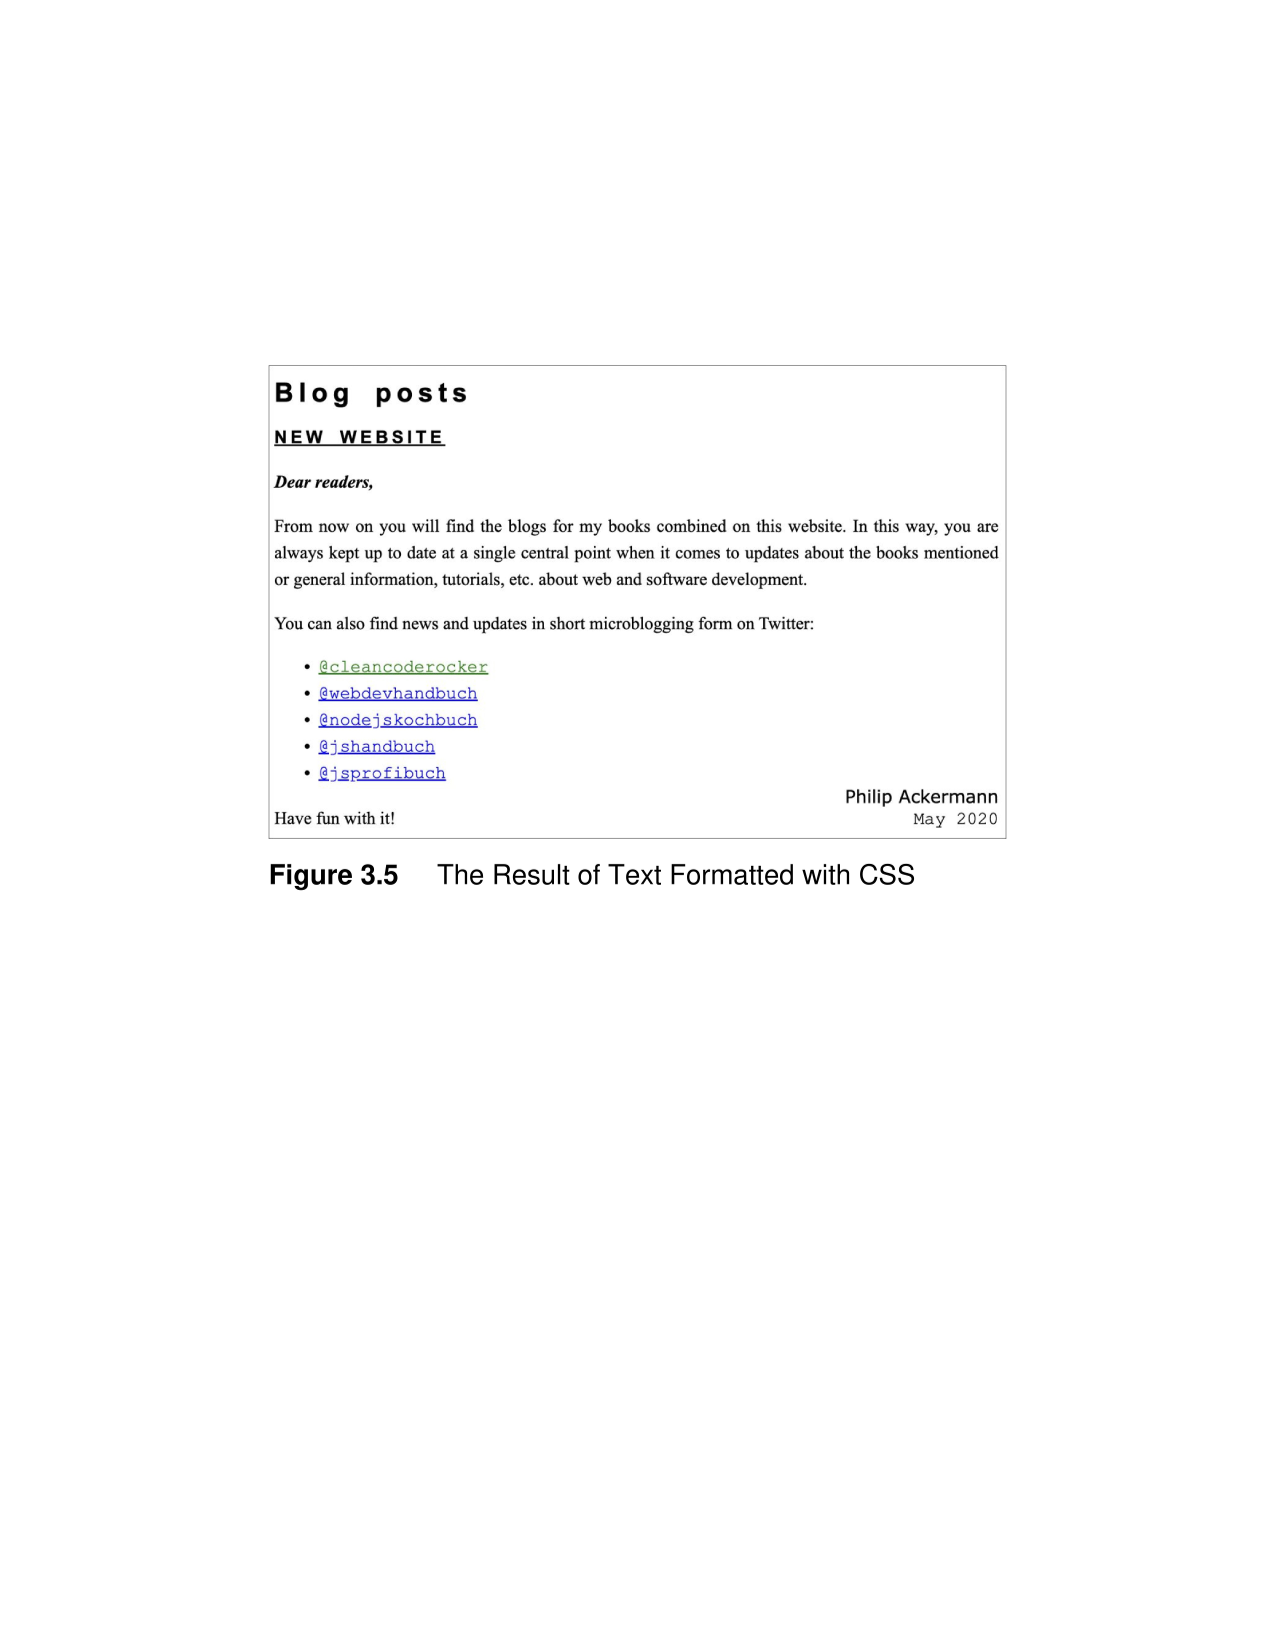 Blog posts
NEW WEBSITE
Dear readers,
From now on you will find the blogs for my books combined on this website. In this way, you are
always kept up to date at a single central point when it comes to updates about the books mentioned
or general information, tutorials, etc. about web and software development.
You can also find news and updates in short microblogging form on Twitter:
• @cleancoderocker
• @webdevhandbuch
• @nodejskochbuch
• @jshandbuch
• @jsprofibuch
Philip Ackermann
Have fun with it!
May 2020
Figure 3.5 The Result of Text Formatted with CSS